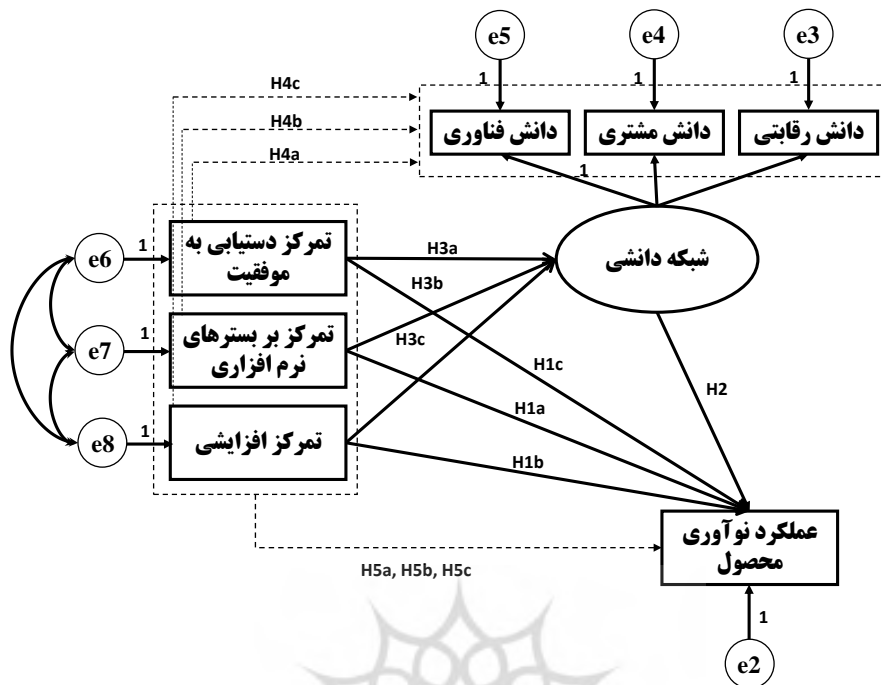 e5
e4
e3
1
1
1
H4c
H4b
H4a
دانش فناوری
دانش مشتری
دانش رقابتی
1
e6
1
تمرکز دستیابی به
موفقیت
H3a
شبکه دانشی
H3b
e7
1
تمرکز بر بسترهای
نرم افزاری
H3c
H1c
H2
e8
1
تمرکز افزایشی
H1a
H1b
عملکرد نوآوری
محصول
H5a, H5b, H5c
1
e2